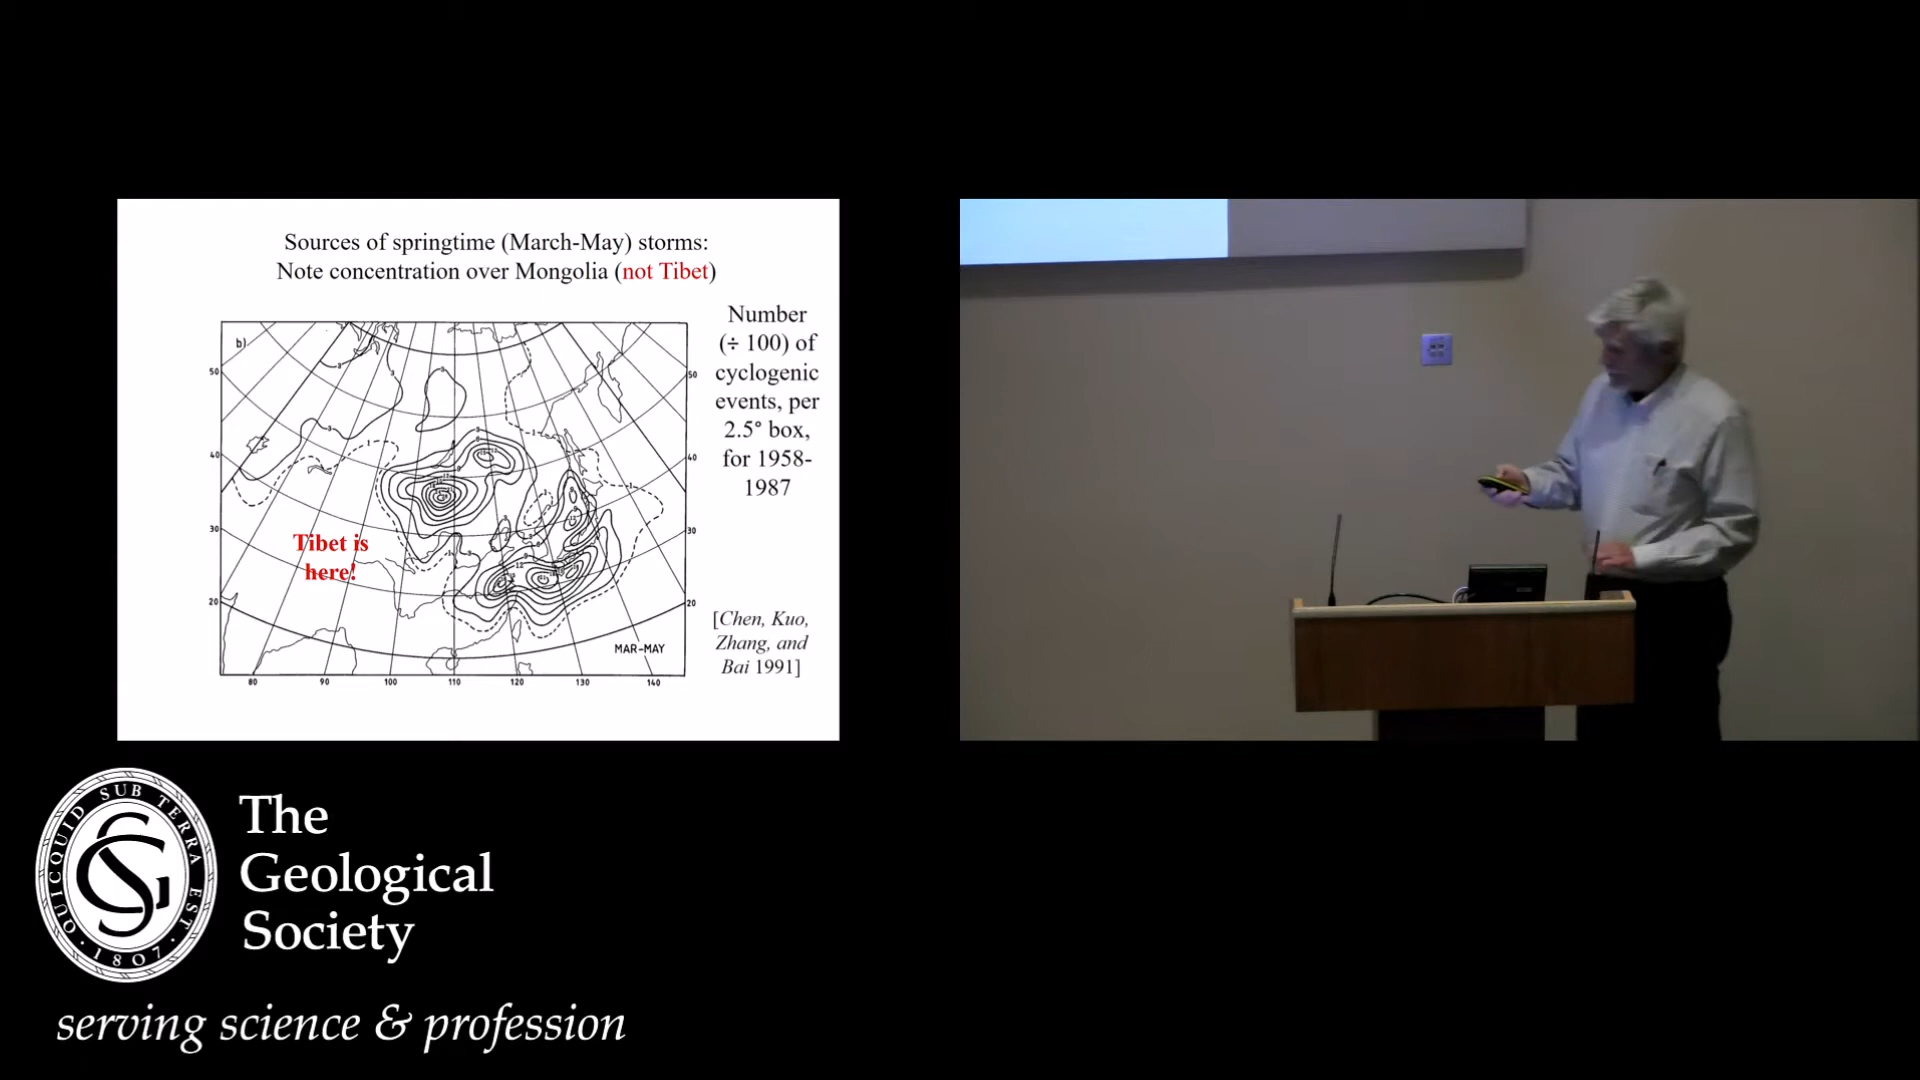 Sources of springtime (March-May) storms:
Note concentration over Mongolia (not Tibet)
b)
50
40
30
20
50
40
30
20
Tibet is
here!
MAR-MAY
80
90
100
110
120
130
140
Number
(÷ 100) of
cyclogenic
events, per
2.5° box,
for 1958-
1987
[Chen, Kuo,
Zhang, and
Bai 1991]
QUICQUID SUB TERRA EST
· 1807 ·
The
Geological
Society
serving science & profession